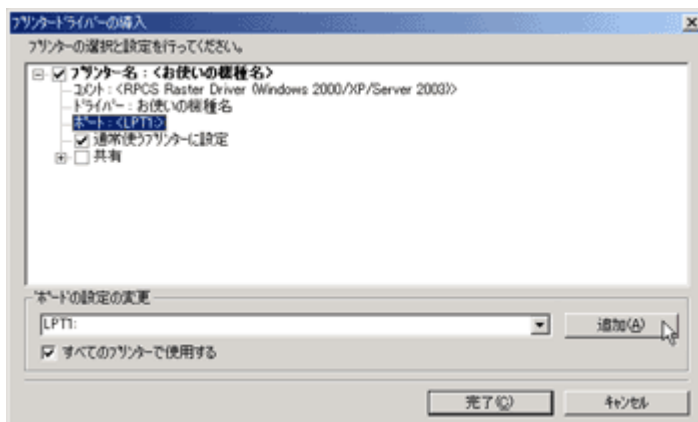 プリンタードライバーの導入
プリンターの選択と設定を行ってください。
プリンター名 : <お使いの機種名>
コメント : <RPCS Raster Driver (Windows 2000/XP/Server 2003)>
ドライバー : お使いの機種名
ポート : <LPT1:>
通常使うプリンターに設定
共有
'ポート'の設定の変更
LPT1:
追加(A)
すべてのプリンターで使用する
完了(C)
キャンセル